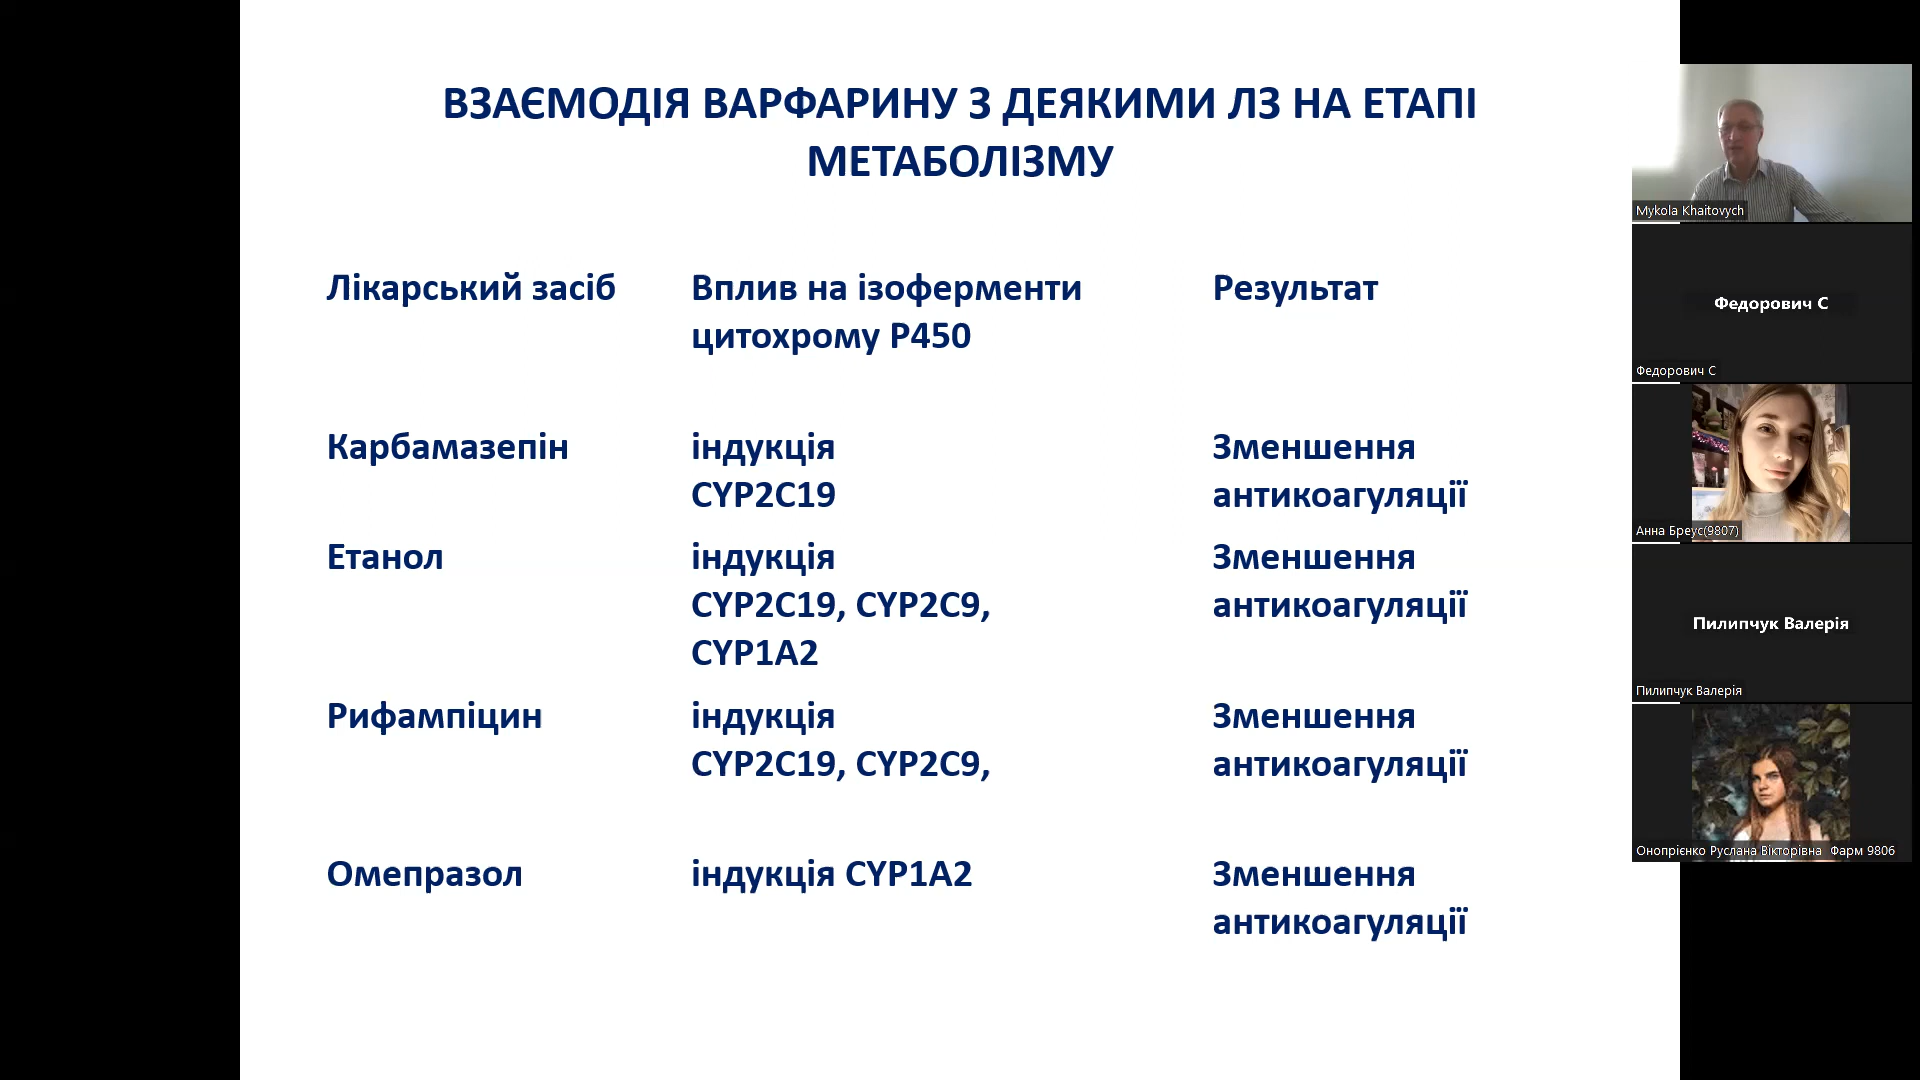 ВЗАЄМОДІЯ ВАРФАРИНУ З ДЕЯКИМИ ЛЗ НА ЕТАПІ
МЕТАБОЛІЗМУ
Лікарський засіб
Вплив на ізоферменти
цитохрому Р450
Результат
Карбамазепін
індукція
CYP2C19
Зменшення
антикоагуляції
Етанол
індукція
CYP2C19, CYP2C9,
CYP1A2
Зменшення
антикоагуляції
Рифампіцин
індукція
CYP2C19, CYP2C9,
Зменшення
антикоагуляції
Омепразол
індукція CYP1A2
Зменшення
антикоагуляції
Mykola Khaitovych
Федорович С
Федорович С
Анна Бреус(9807)
Пилипчук Валерія
Пилипчук Валерія
Онопрієнко Руслана Вікторівна Фарм 9806